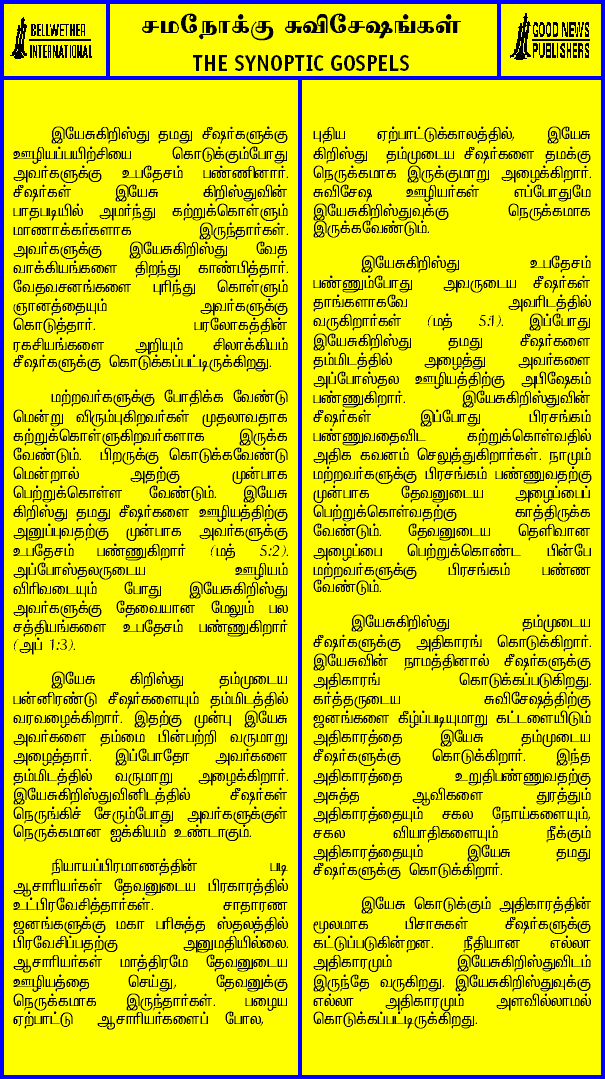 BELLWETHER
INTERNATIONAL
சமநோக்கு சுவிசேஷங்கள்
THE SYNOPTIC GOSPELS
GOOD NEWS
PUBLISHERS
இயேசுகிறிஸ்து தமது சீஷர்களுக்கு
ஊழியப்பயிற்சியை கொடுக்கும்போது
அவர்களுக்கு உபதேசம் பண்ணினார்.
சீஷர்கள் இயேசு கிறிஸ்துவின்
பாதபடியில் அமர்ந்து கற்றுக்கொள்ளும்
மாணாக்கர்களாக இருந்தார்கள்.
அவர்களுக்கு இயேசுகிறிஸ்து வேத
வாக்கியங்களை திறந்து காண்பித்தார்.
வேதவசனங்களை புரிந்து கொள்ளும்
ஞானத்தையும் அவர்களுக்கு
கொடுத்தார். பரலோகத்தின்
ரகசியங்களை அறியும் சிலாக்கியம்
சீஷர்களுக்கு கொடுக்கப்பட்டிருக்கிறது.
மற்றவர்களுக்கு போதிக்க வேண்டு
மென்று விரும்புகிறவர்கள் முதலாவதாக
கற்றுக்கொள்ளுகிறவர்களாக இருக்க
வேண்டும். பிறருக்கு கொடுக்கவேண்டு
மென்றால் அதற்கு முன்பாக
பெற்றுக்கொள்ள வேண்டும். இயேசு
கிறிஸ்து தமது சீஷர்களை ஊழியத்திற்கு
அனுப்புவதற்கு முன்பாக அவர்களுக்கு
உபதேசம் பண்ணுகிறார் (மத் 5:2).
அப்போஸ்தலருடைய ஊழியம்
விரிவடையும் போது இயேசுகிறிஸ்து
அவர்களுக்கு தேவையான மேலும் பல
சத்தியங்களை உபதேசம் பண்ணுகிறார்
(அப் 1:3).
இயேசு கிறிஸ்து தம்முடைய
பன்னிரண்டு சீஷர்களையும் தம்மிடத்தில்
வரவழைக்கிறார். இதற்கு முன்பு இயேசு
அவர்களை தம்மை பின்பற்றி வருமாறு
அழைத்தார். இப்போதோ அவர்களை
தம்மிடத்தில் வருமாறு அழைக்கிறார்.
இயேசுகிறிஸ்துவினிடத்தில் சீஷர்கள்
நெருங்கிச் சேரும்போது அவர்களுக்குள்
நெருக்கமான ஐக்கியம் உண்டாகும்.
நியாயப்பிரமாணத்தின் படி
ஆசாரியர்கள் தேவனுடைய பிரகாரத்தில்
உட்பிரவேசித்தார்கள். சாதாரண
ஜனங்களுக்கு மகா பரிசுத்த ஸ்தலத்தில்
பிரவேசிப்பதற்கு அனுமதியில்லை.
ஆசாரியர்கள் மாத்திரமே தேவனுடைய
ஊழியத்தை செய்து, தேவனுக்கு
நெருக்கமாக இருந்தார்கள். பழைய
ஏற்பாட்டு ஆசாரியர்களைப் போல,
புதிய ஏற்பாட்டுக்காலத்தில், இயேசு
கிறிஸ்து தம்முடைய சீஷர்களை தமக்கு
நெருக்கமாக இருக்குமாறு அழைக்கிறார்.
சுவிசேஷ ஊழியர்கள் எப்போதுமே
இயேசுகிறிஸ்துவுக்கு நெருக்கமாக
இருக்கவேண்டும்.
இயேசுகிறிஸ்து உபதேசம்
பண்ணும்போது அவருடைய சீஷர்கள்
தாங்களாகவே அவரிடத்தில்
வருகிறார்கள் (மத் 5:1). இப்போது
இயேசுகிறிஸ்து தமது சீஷர்களை
தம்மிடத்தில் அழைத்து அவர்களை
அப்போஸ்தல ஊழியத்திற்கு அபிஷேகம்
பண்ணுகிறார். இயேசுகிறிஸ்துவின்
சீஷர்கள் இப்போது பிரசங்கம்
பண்ணுவதைவிட கற்றுக்கொள்வதில்
அதிக கவனம் செலுத்துகிறார்கள். நாமும்
மற்றவர்களுக்கு பிரசங்கம் பண்ணுவதற்கு
முன்பாக தேவனுடைய அழைப்பைப்
பெற்றுக்கொள்வதற்கு காத்திருக்க
வேண்டும். தேவனுடைய தெளிவான
அழைப்பை பெற்றுக்கொண்ட பின்பே
மற்றவர்களுக்கு பிரசங்கம் பண்ண
வேண்டும்.
இயேசுகிறிஸ்து தம்முடைய
சீஷர்களுக்கு அதிகாரங் கொடுக்கிறார்.
இயேசுவின் நாமத்தினால் சீஷர்களுக்கு
அதிகாரங் கொடுக்கப்படுகிறது.
கர்த்தருடைய சுவிசேஷத்திற்கு
ஜனங்களை கீழ்ப்படியுமாறு கட்டளையிடும்
அதிகாரத்தை இயேசு தம்முடைய
சீஷர்களுக்கு கொடுக்கிறார். இந்த
அதிகாரத்தை உறுதிபண்ணுவதற்கு
அசுத்த ஆவிகளை துரத்தும்
அதிகாரத்தையும் சகல நோய்களையும்,
சகல வியாதிகளையும் நீக்கும்
அதிகாரத்தையும் இயேசு தமது
சீஷர்களுக்கு கொடுக்கிறார்.
இயேசு கொடுக்கும் அதிகாரத்தின்
மூலமாக பிசாசுகள் சீஷர்களுக்கு
கட்டுப்படுகின்றன. நீதியான எல்லா
அதிகாரமும் இயேசுகிறிஸ்துவிடம்
இருந்தே வருகிறது. இயேசுகிறிஸ்துவுக்கு
எல்லா அதிகாரமும் அளவில்லாமல்
கொடுக்கப்பட்டிருக்கிறது.